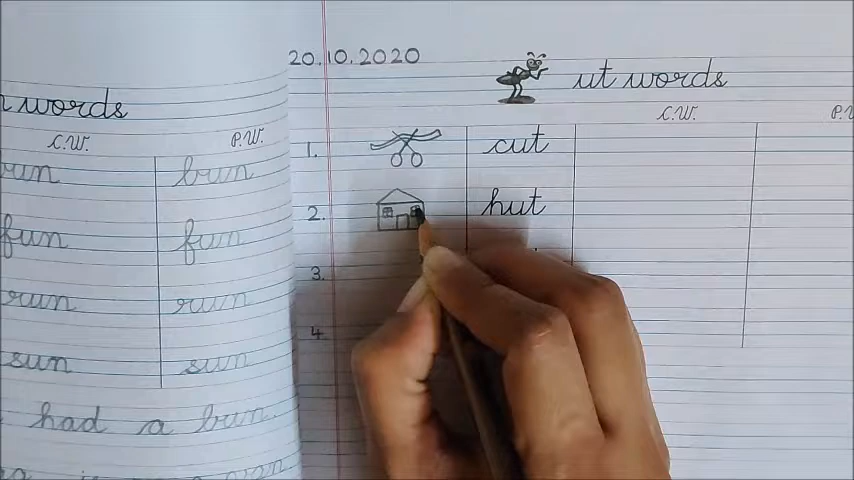 words
C.W. P.W.
bun
fun fun
run run
sun sun
had a bun.
20.10.2020
ut words
C.W.
1. cut
2. hut
3.
4